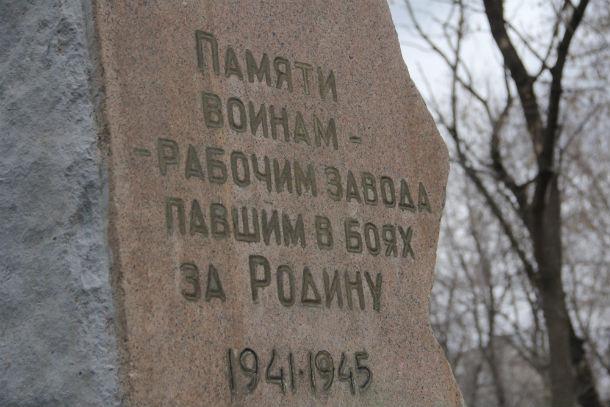 Памяти
воинам -
- рабочим завода
павшим в боях
за Родину
1941·1945